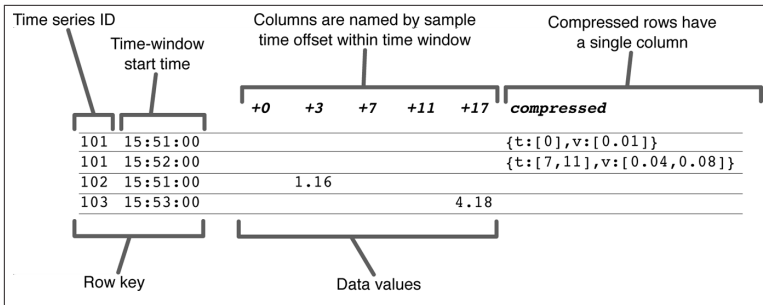 Time series ID
Time-window
start time
Columns are named by sample
time offset within time window
Compressed rows have
a single column
+0 +3 +7 +11 +17 compressed
101 15:51:00 {t:[0],v:[0.01]}
101 15:52:00 {t:[7,11],v:[0.04,0.08]}
102 15:51:00 1.16
103 15:53:00 4.18
Row key
Data values